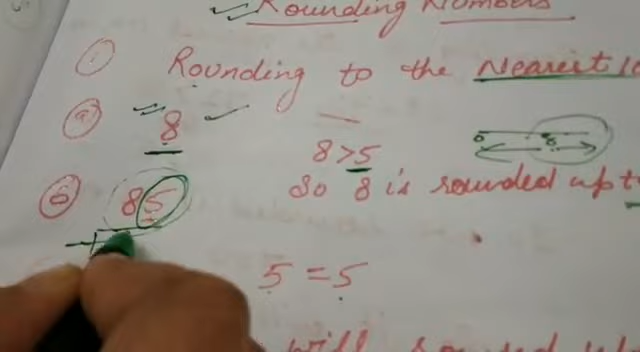 Rounding Numbers
① Rounding to the Nearest 10
ⓐ 8
8 > 5
So 8 is rounded up
ⓑ 85
5 = 5
will